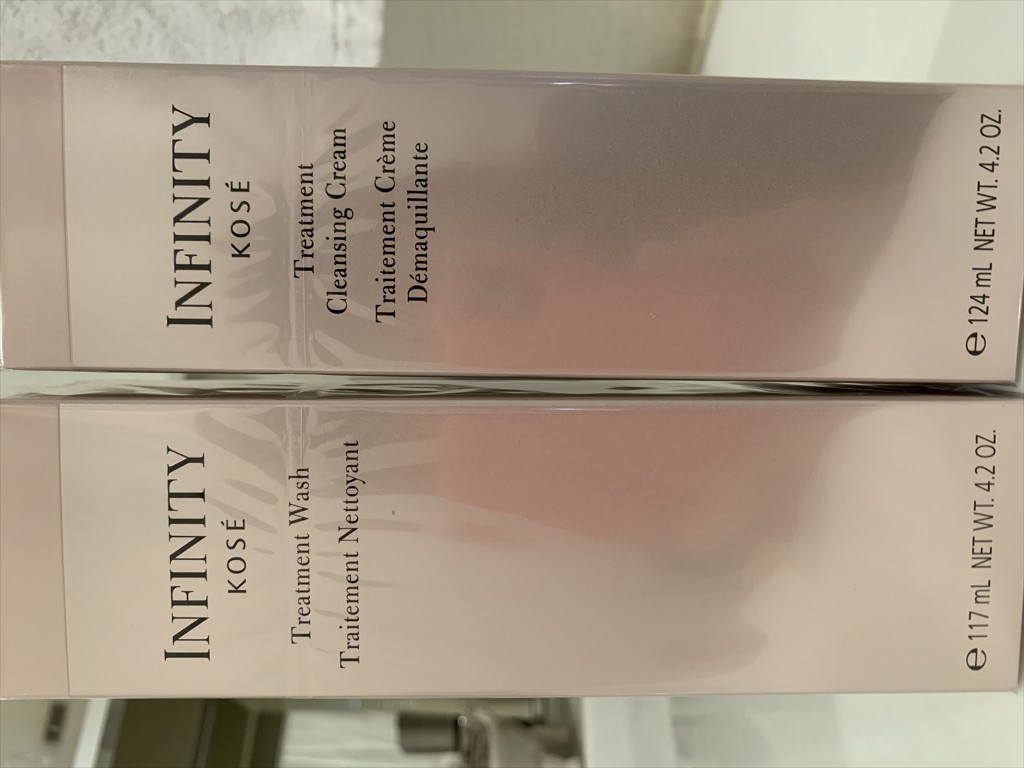 INFINITY
KOSÉ
Treatment
Cleansing Cream
Traitement Crème
Démaquillante
℮ 124 mL NET WT. 4.2 OZ.
INFINITY
KOSÉ
Treatment Wash
Traitement Nettoyant
℮ 117 mL NET WT. 4.2 OZ.